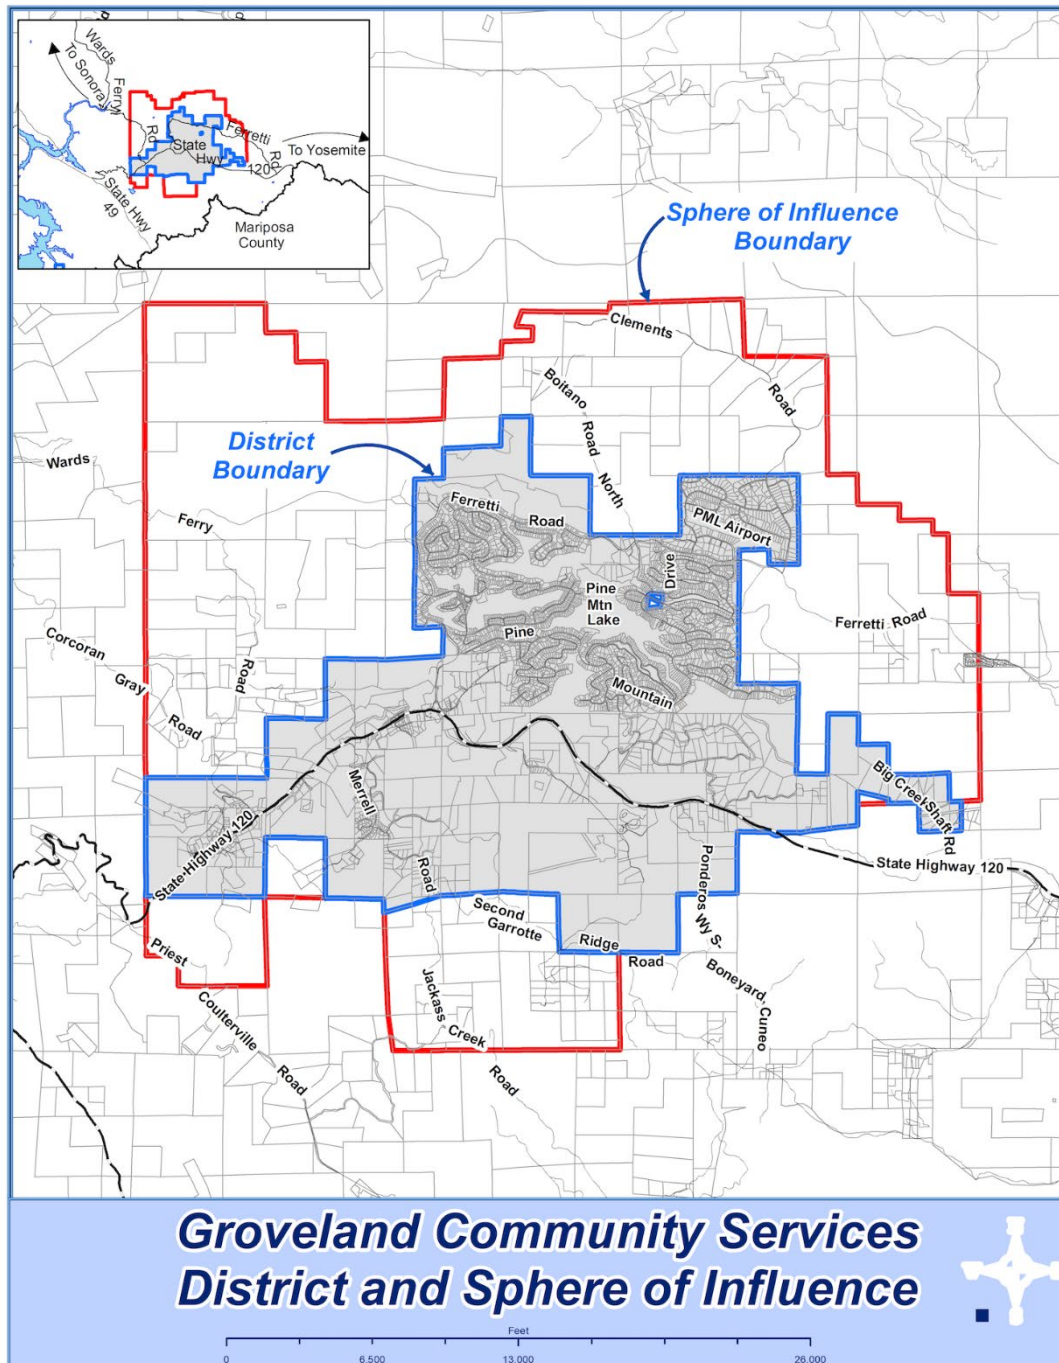 Wards
Ferry
Rd
To Sonora
State
Hwy
120
Ferretti
Rd
To Yosemite
State Hwy
49
Mariposa
County
Sphere of Influence
Boundary
Clements
Road
Boitano
Road
North
District
Boundary
Wards
Ferry
Road
Ferretti
Road
PML Airport
Drive
Pine
Mtn
Lake
Pine
Mountain
Ferretti Road
Corcoran
Gray
Road
Big Creek Shaft Rd
Merrell
Road
State Highway 120
State Highway 120
Ponderos Wy S.
Second
Garrotte
Ridge
Road
Priest
Coulterville
Road
Jackass
Creek
Road
Boneyard
Cuneo
Groveland Community Services
District and Sphere of Influence
Feet
0 6,500 13,000 26,000